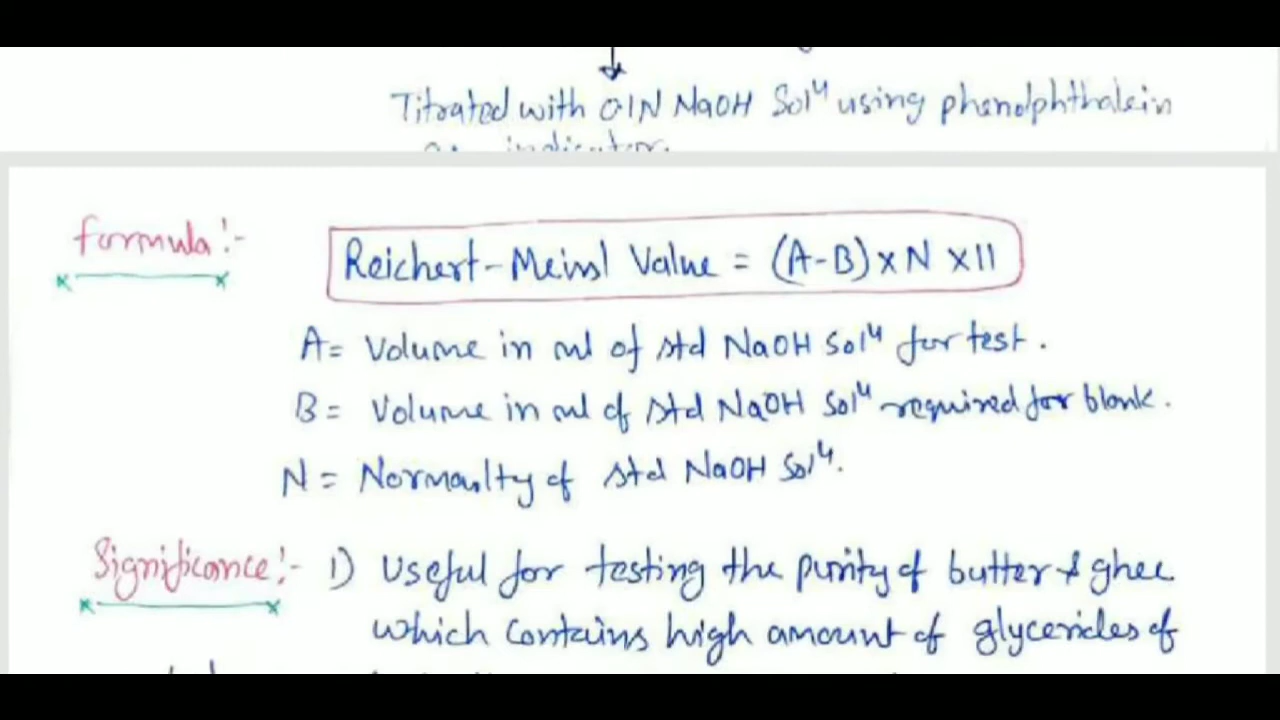 Titrated with 0.1N NaOH Solⁿ using phenolphthalein
indicator.
formula:-
Reichert-Meissl Value = (A-B) x N x 11
A= Volume in ml of std NaOH Solⁿ for test.
B= Volume in ml of Std NaOH Solⁿ required for blank.
N= Normaulty of std NaOH Solⁿ.
Significance:- 1) Useful for testing the purity of butter & ghee
which contains high amount of glycerides of